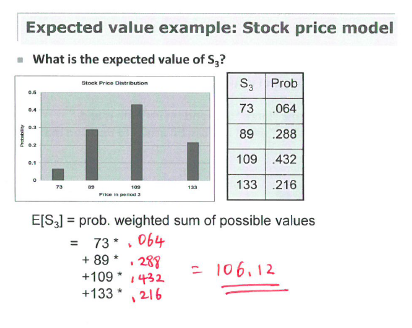 Expected value example: Stock price model
What is the expected value of S3?
Stock Price Distribution
0.5
0.4
0.3
0.2
0.1
0
Probability
73 89 109 133
Price in period 3
S3 Prob
73 .064
89 .288
109 .432
133 .216
E[S3] = prob. weighted sum of possible values
= 73 * .064
+ 89 * .288
+109 * .432
+133 * .216
= 106.12